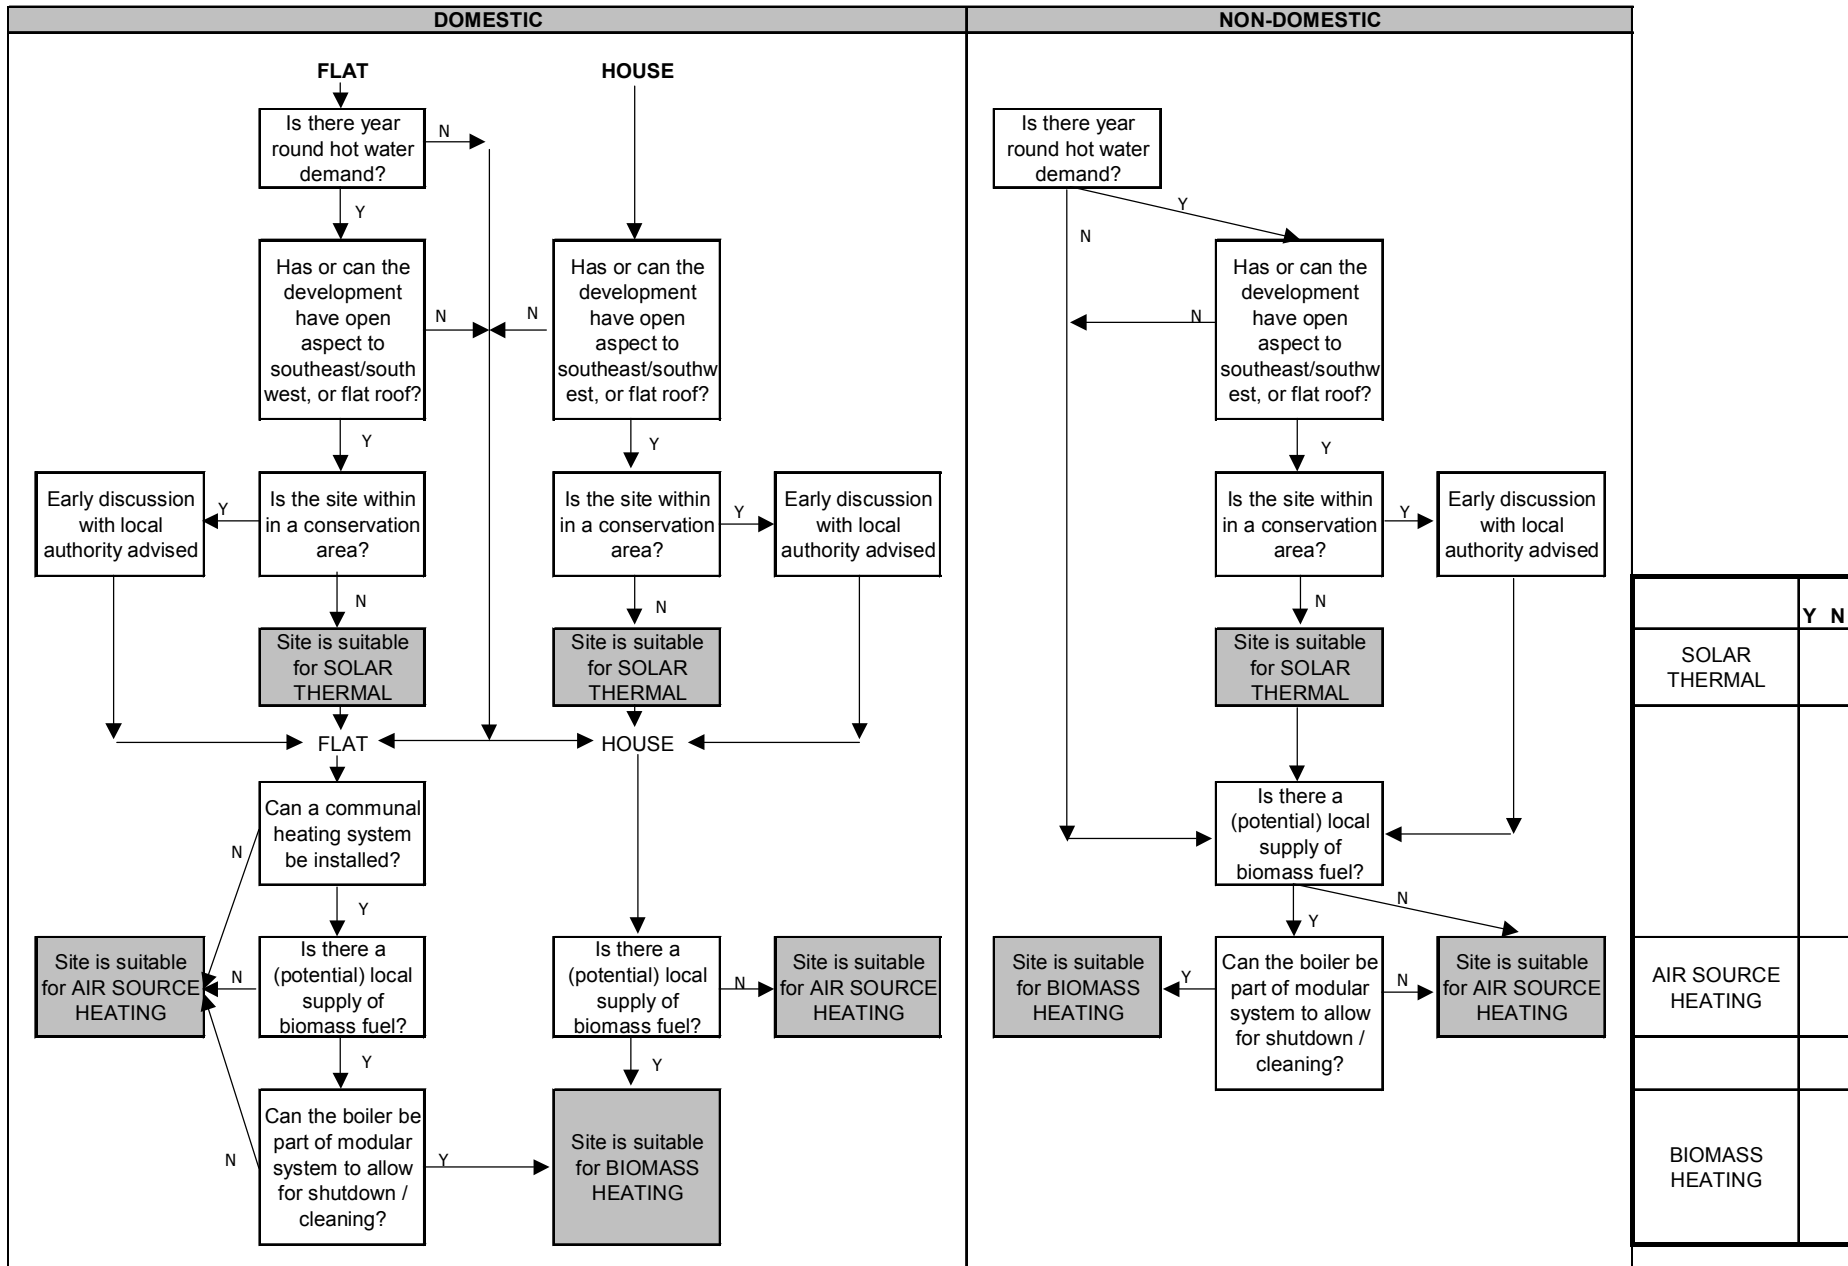 DOMESTIC
NON-DOMESTIC
FLAT
HOUSE
Is there year
round hot water
demand?
N
Y
Has or can the
development
have open
aspect to
southeast/south
west, or flat roof?
N
Y
Has or can the
development
have open
aspect to
southeast/southw
est, or flat roof?
N
Y
Early discussion
with local
authority advised
Y
Is the site within
in a conservation
area?
N
Is the site within
in a conservation
area?
Y
N
Early discussion
with local
authority advised
Site is suitable
for SOLAR
THERMAL
Site is suitable
for SOLAR
THERMAL
FLAT
HOUSE
Can a communal
heating system
be installed?
N
Y
Site is suitable
for AIR SOURCE
HEATING
N
Is there a
(potential) local
supply of
biomass fuel?
Y
Is there a
(potential) local
supply of
biomass fuel?
N
Y
Site is suitable
for AIR SOURCE
HEATING
Can the boiler be
part of modular
system to allow
for shutdown /
cleaning?
N
Y
Site is suitable
for BIOMASS
HEATING
Is there year
round hot water
demand?
Y
N
Has or can the
development
have open
aspect to
southeast/southw
est, or flat roof?
N
Y
Is the site within
in a conservation
area?
Y
N
Early discussion
with local
authority advised
Site is suitable
for SOLAR
THERMAL
Is there a
(potential) local
supply of
biomass fuel?
N
Y
Site is suitable
for BIOMASS
HEATING
Y
Can the boiler be
part of modular
system to allow
for shutdown /
cleaning?
N
Site is suitable
for AIR SOURCE
HEATING
Y N
SOLAR
THERMAL
AIR SOURCE
HEATING
BIOMASS
HEATING